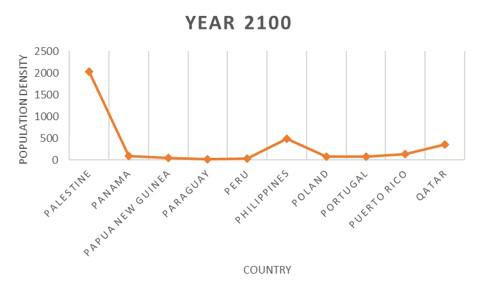 YEAR 2100
POPULATION DENSITY
2500
2000
1500
1000
500
0
PALESTINE
PANAMA
PAPUA NEW GUINEA
PARAGUAY
PERU
PHILIPPINES
POLAND
PORTUGAL
PUERTO RICO
QATAR
COUNTRY